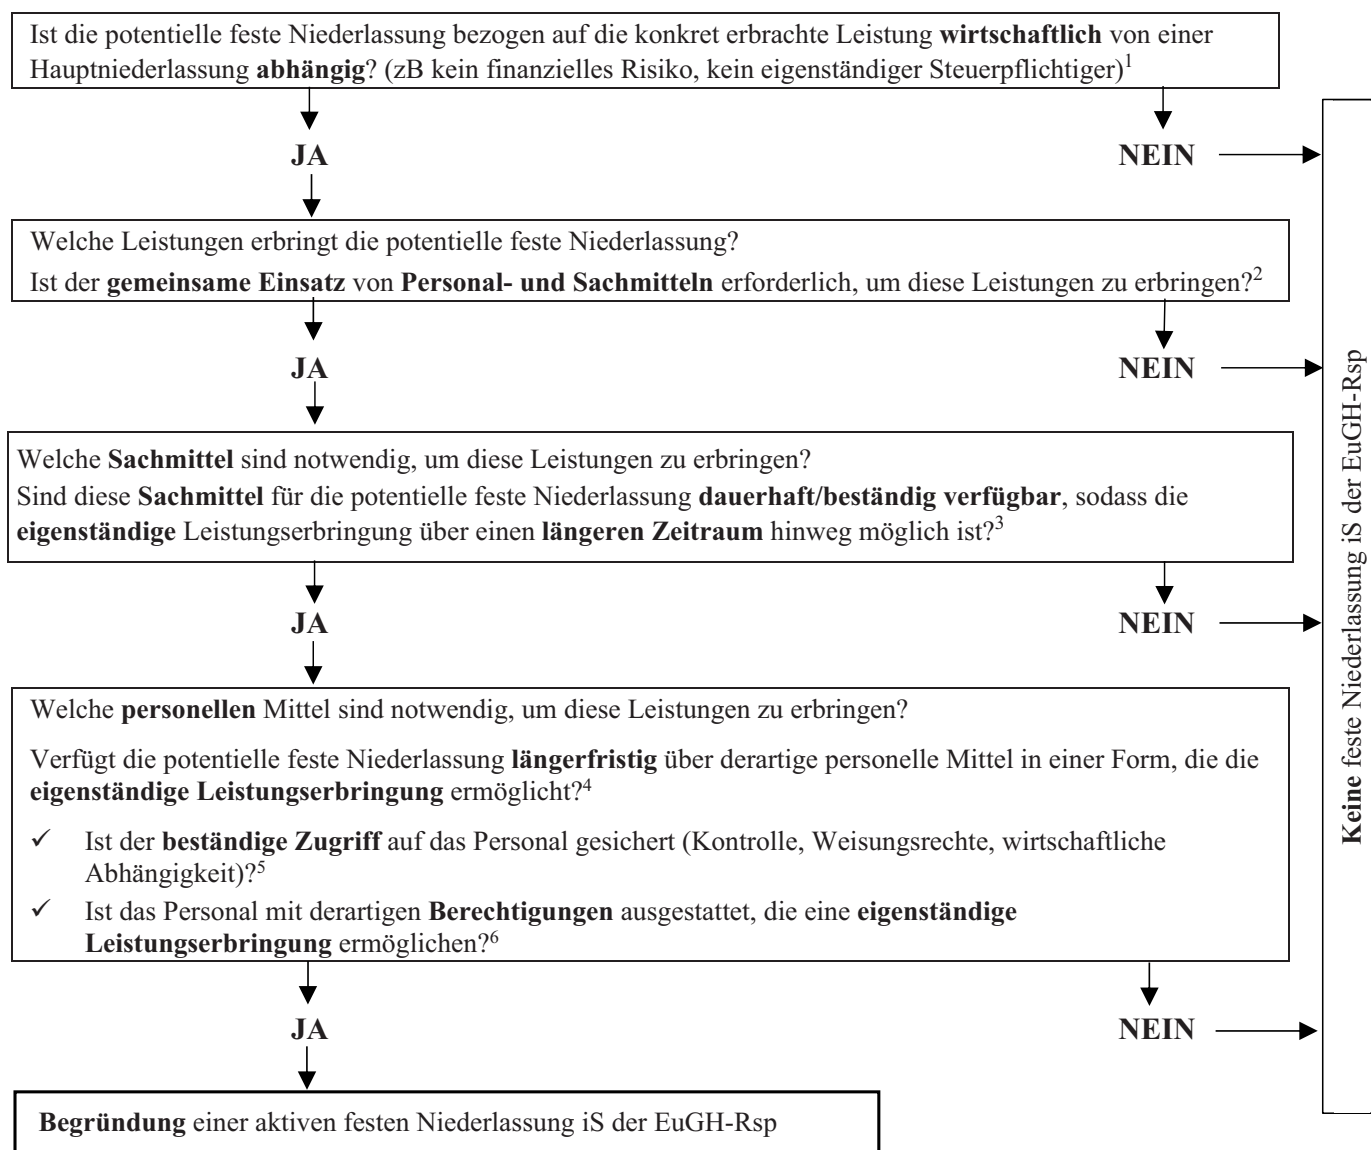 Ist die potentielle feste Niederlassung bezogen auf die konkret erbrachte Leistung wirtschaftlich von einer
Hauptniederlassung abhängig? (zB kein finanzielles Risiko, kein eigenständiger Steuerpflichtiger)1
JA
NEIN
Welche Leistungen erbringt die potentielle feste Niederlassung?
Ist der gemeinsame Einsatz von Personal- und Sachmitteln erforderlich, um diese Leistungen zu erbringen?2
JA
NEIN
Welche Sachmittel sind notwendig, um diese Leistungen zu erbringen?
Sind diese Sachmittel für die potentielle feste Niederlassung dauerhaft/beständig verfügbar, sodass die
eigenständige Leistungserbringung über einen längeren Zeitraum hinweg möglich ist?3
JA
NEIN
Welche personellen Mittel sind notwendig, um diese Leistungen zu erbringen?
Verfügt die potentielle feste Niederlassung längerfristig über derartige personelle Mittel in einer Form, die die
eigenständige Leistungserbringung ermöglicht?4
✓ Ist der beständige Zugriff auf das Personal gesichert (Kontrolle, Weisungsrechte, wirtschaftliche
Abhängigkeit)?5
✓ Ist das Personal mit derartigen Berechtigungen ausgestattet, die eine eigenständige
Leistungserbringung ermöglichen?6
JA
NEIN
Begründung einer aktiven festen Niederlassung iS der EuGH-Rsp
Keine feste Niederlassung iS der EuGH-Rsp